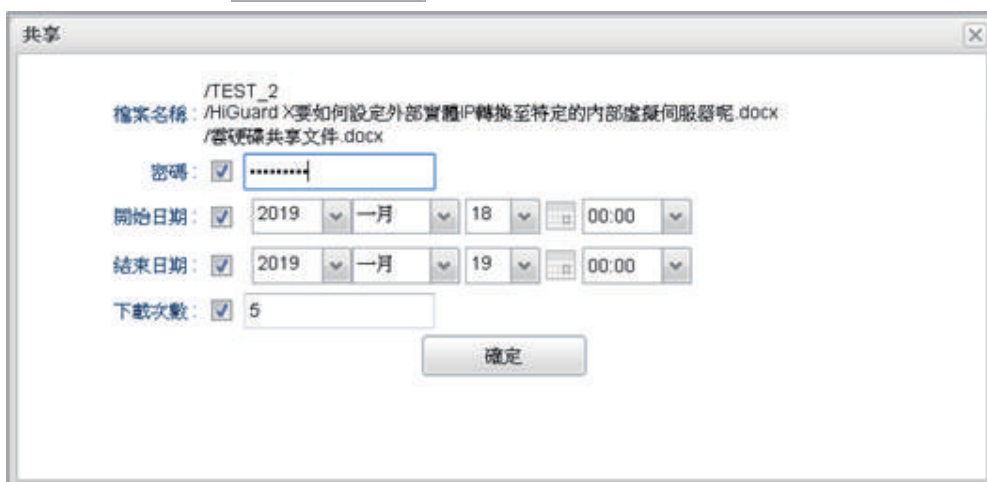 共享
/TEST_2
檔案名稱：/HiGuard X要如何設定外部實體IP轉換至特定的內部虛擬伺服器呢.docx
/雲硬碟共享文件.docx
密碼： •••••••••
開始日期： 2019 一月 18 00:00
結束日期： 2019 一月 19 00:00
下載次數： 5
確定